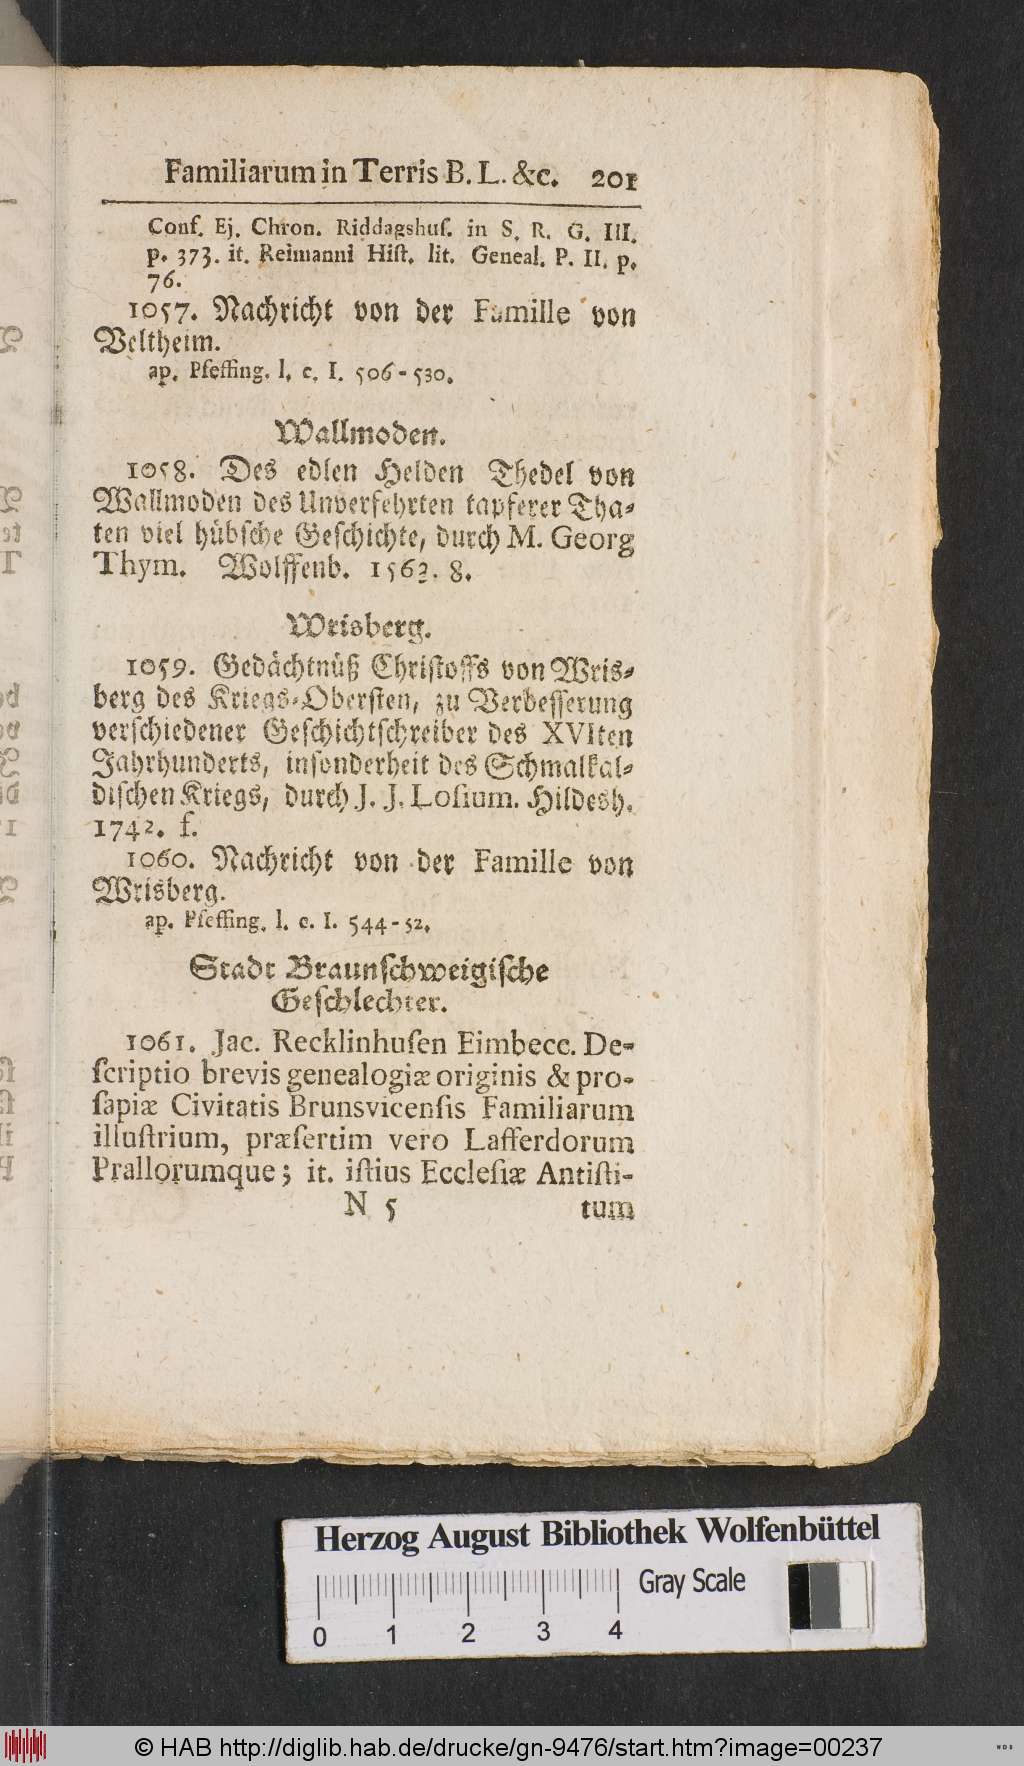 Familiarum in Terris B. L. &c. 201
Conf. Ej. Chron. Riddagshuſ. in S. R. G. III.
p. 373. it. Reimanni Hiſt. lit. Geneal. P. II. p.
76.
1057. Nachricht von der Famille von
Veltheim.
ap. Pfeffing. l. c. I. 506-530.
Wallmoden.
1058. Des edlen Helden Thedel von
Wallmoden des Unverfehrten tapferer Tha⸗
ten viel hübſche Geſchichte, durch M. Georg
Thym. Wolffenb. 1563. 8.
Wrisberg.
1059. Gedächtnüß Chriſtoffs von Wris⸗
berg des Kriegs⸗Oberſten, zu Verbeſſerung
verſchiedener Geſchichtſchreiber des XVIten
Jahrhunderts, inſonderheit des Schmalkal⸗
diſchen Kriegs, durch J. J. Loſium. Hildesh.
1742. f.
1060. Nachricht von der Famille von
Wrisberg.
ap. Pfeffing. l. c. I. 544-52.
Stadt Braunſchweigiſche
Geſchlechter.
1061. Jac. Recklinhuſen Eimbecc. De-
ſcriptio brevis genealogiæ originis & pro-
ſapiæ Civitatis Brunsvicenſis Familiarum
illuſtrium, præſertim vero Lafferdorum
Prallorumque; it. iſtius Eccleſiæ Antiſti-
N 5 tum
Herzog August Bibliothek Wolfenbüttel
Gray Scale
0 1 2 3 4
© HAB http://diglib.hab.de/drucke/gn-9476/start.htm?image=00237